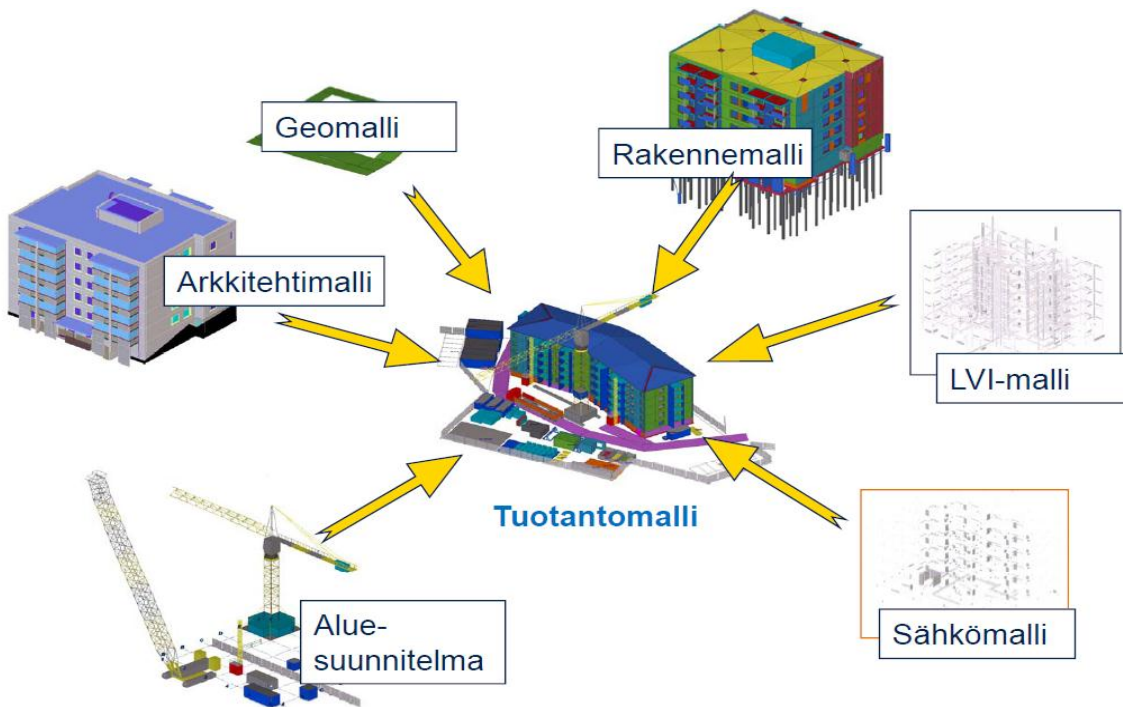 Geomalli
Rakennemalli
Arkkitehtimalli
LVI-malli
Tuotantomalli
Alue-
suunnitelma
Sähkömalli